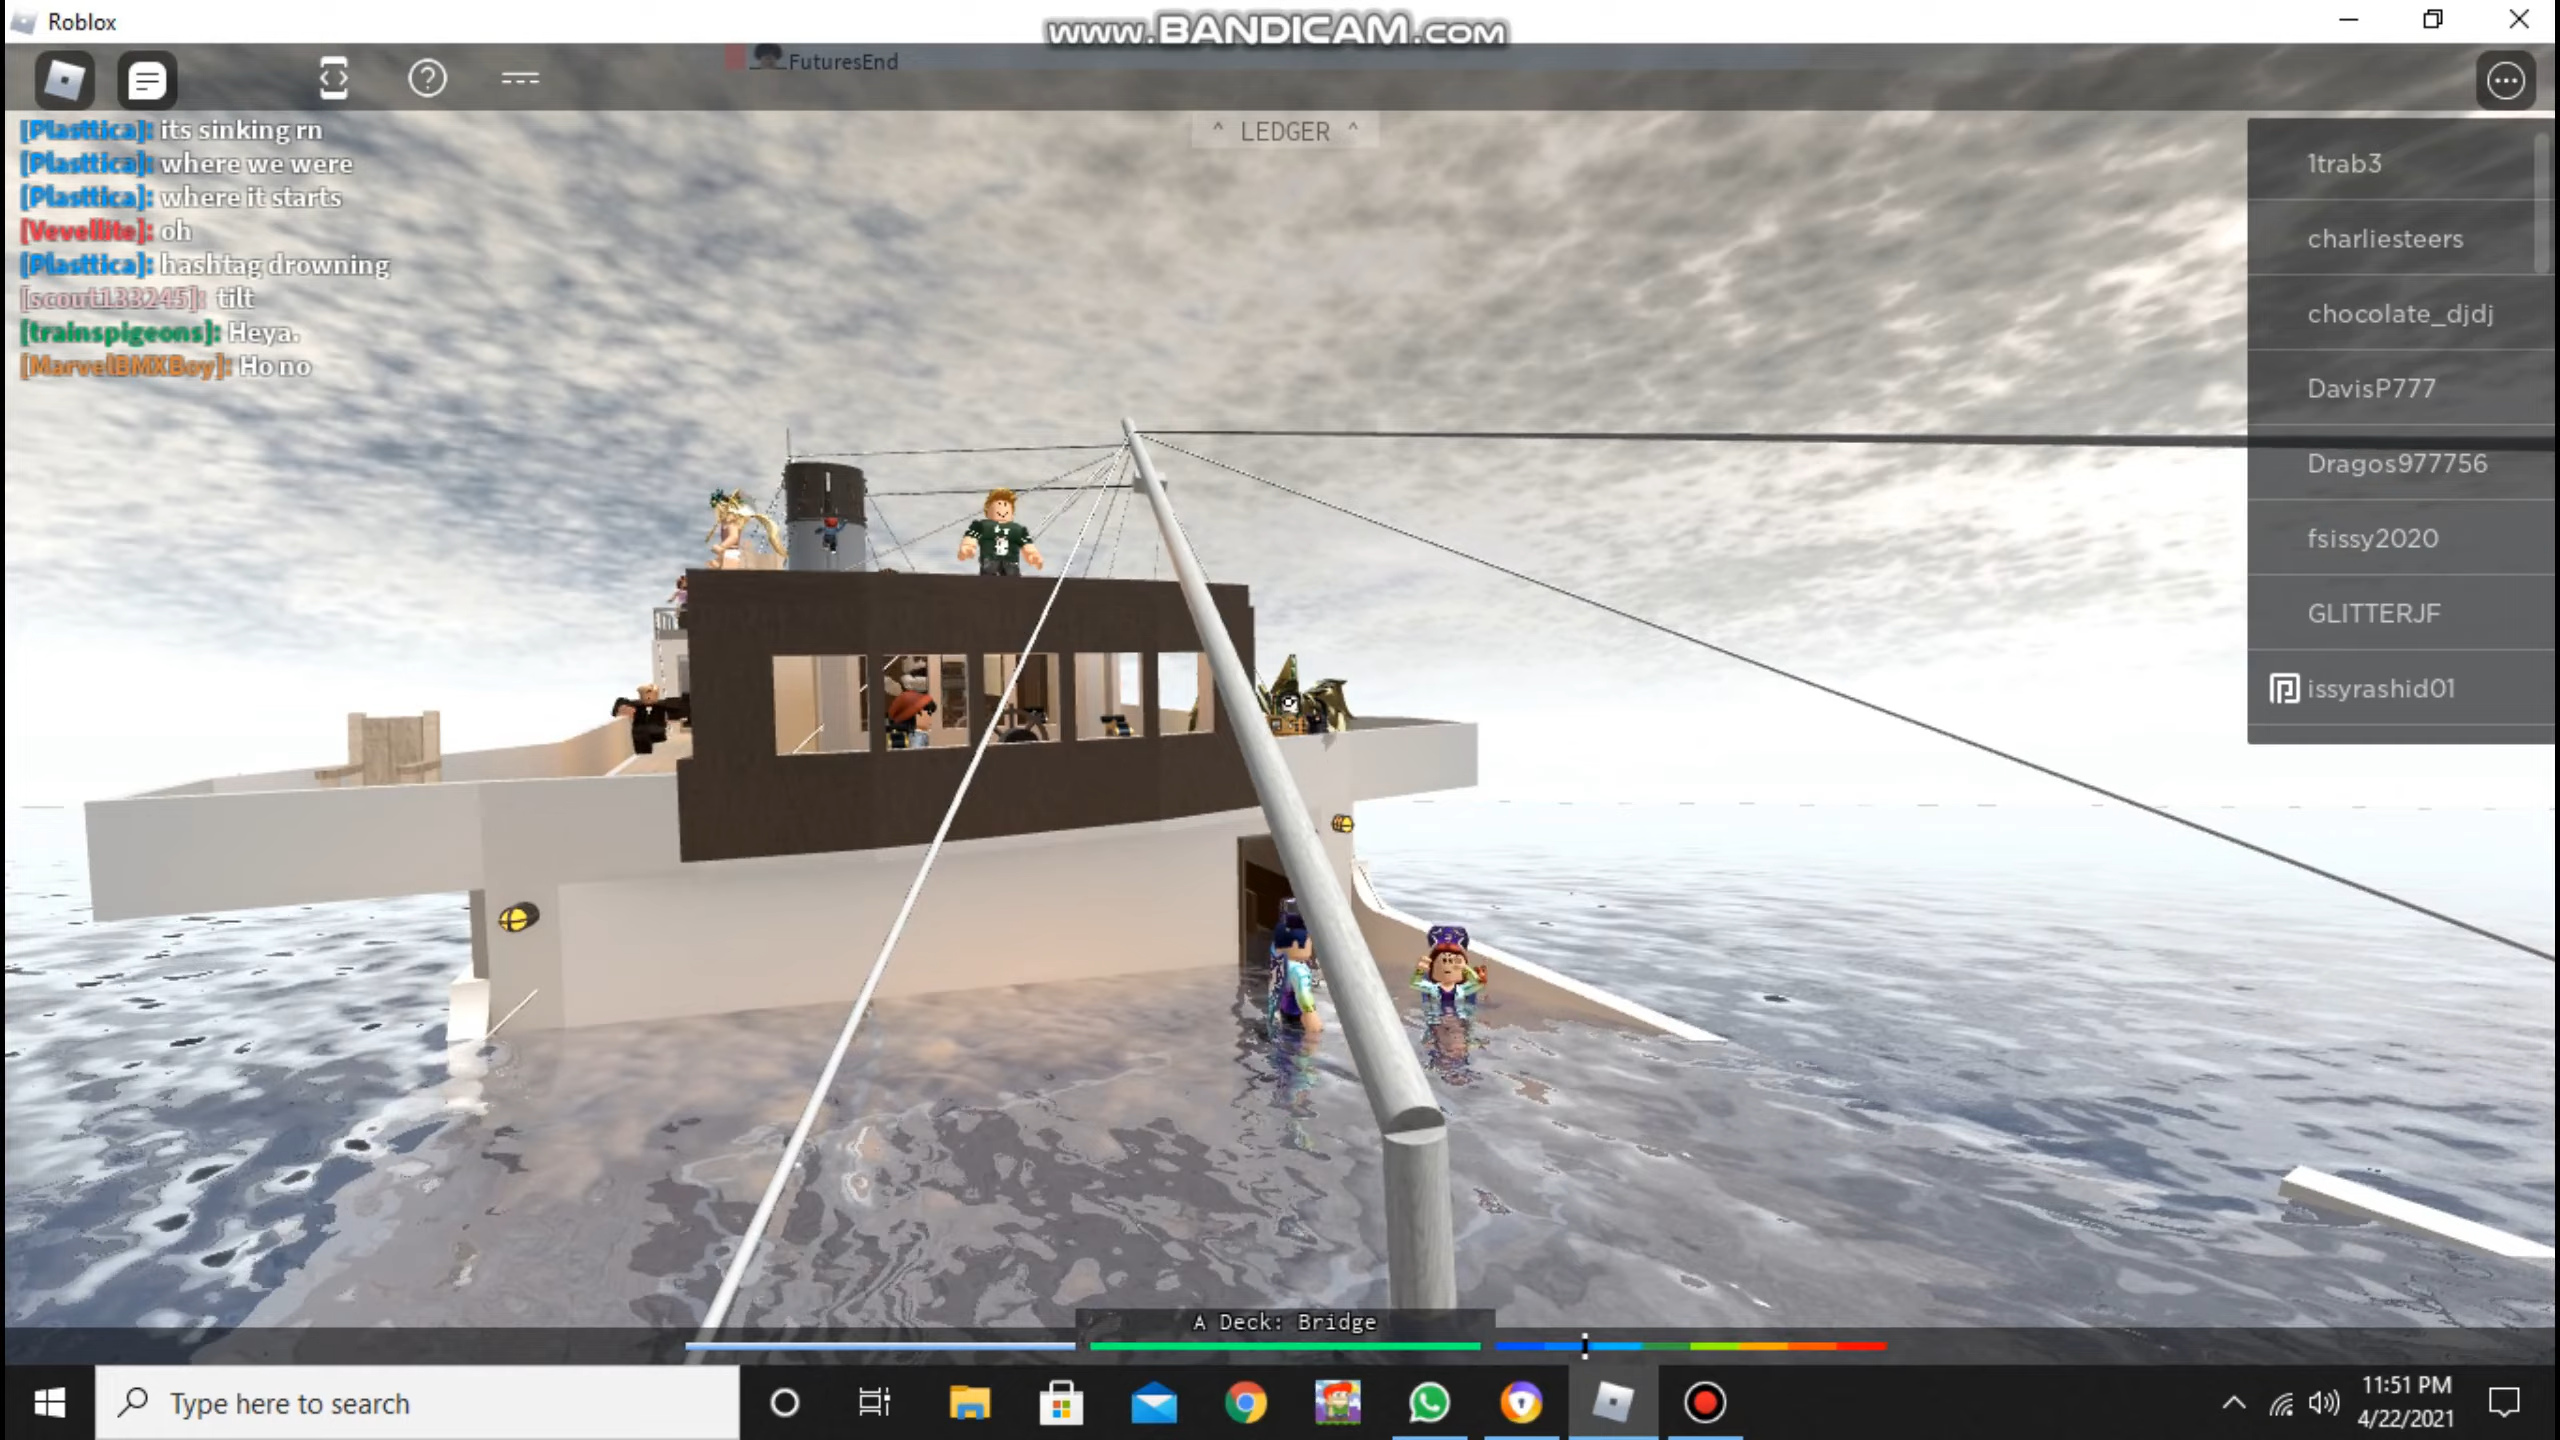 Roblox
www.BANDICAM.com
FuturesEnd
^ LEDGER ^
[Plasttica]: its sinking rn
[Plasttica]: where we were
[Plasttica]: where it starts
[Vevellite]: oh
[Plasttica]: hashtag drowning
[scout133245]: tilt
[trainspigeons]: Heya.
[MarvelBMXBoy]: Ho no
1trab3
charliesteers
chocolate_djdj
DavisP777
Dragos977756
fsissy2020
GLITTERJF
issyrashid01
A Deck: Bridge
Type here to search
11:51 PM
4/22/2021